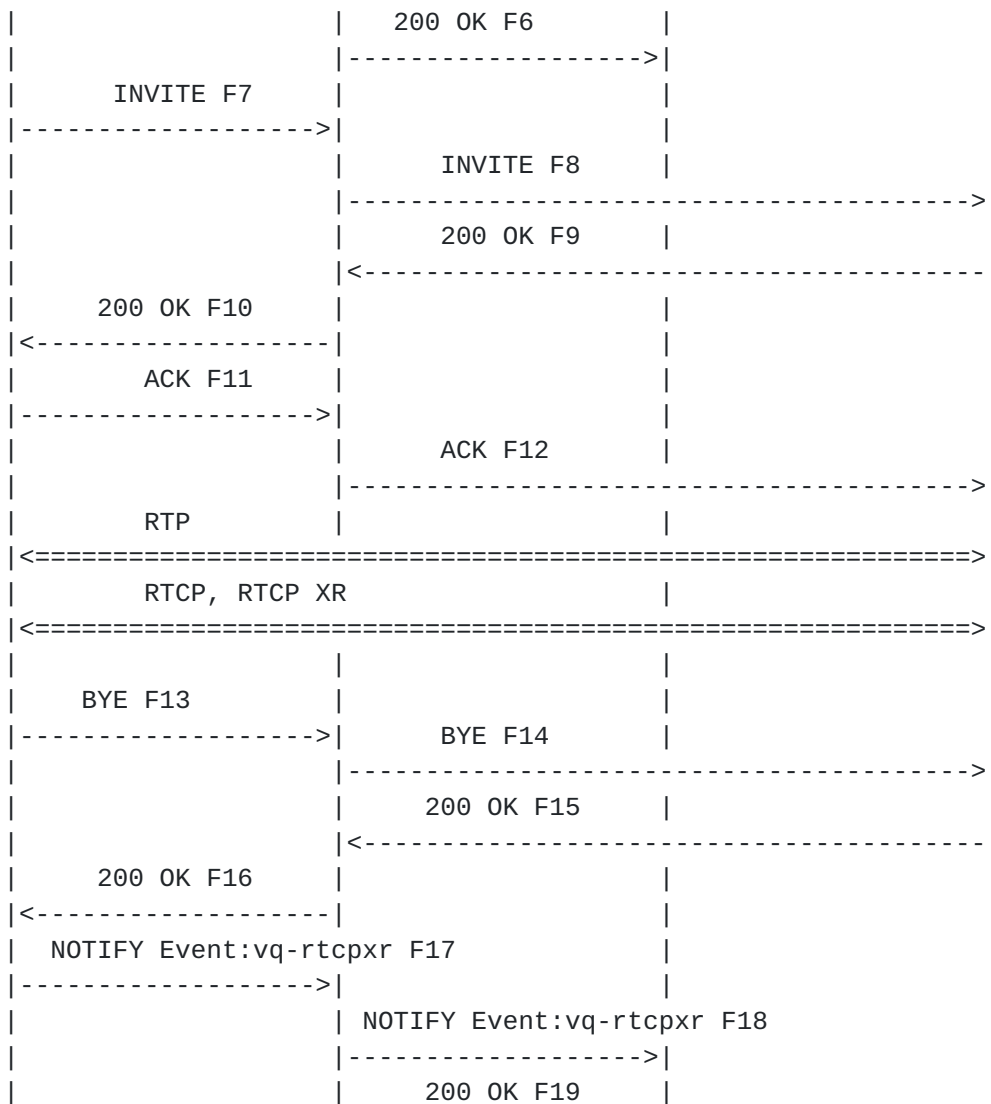 200 OK F6
INVITE F7
INVITE F8
200 OK F9
200 OK F10
ACK F11
ACK F12
RTP
RTCP, RTCP XR
BYE F13
BYE F14
200 OK F15
200 OK F16
NOTIFY Event:vq-rtcpxr F17
NOTIFY Event:vq-rtcpxr F18
200 OK F19